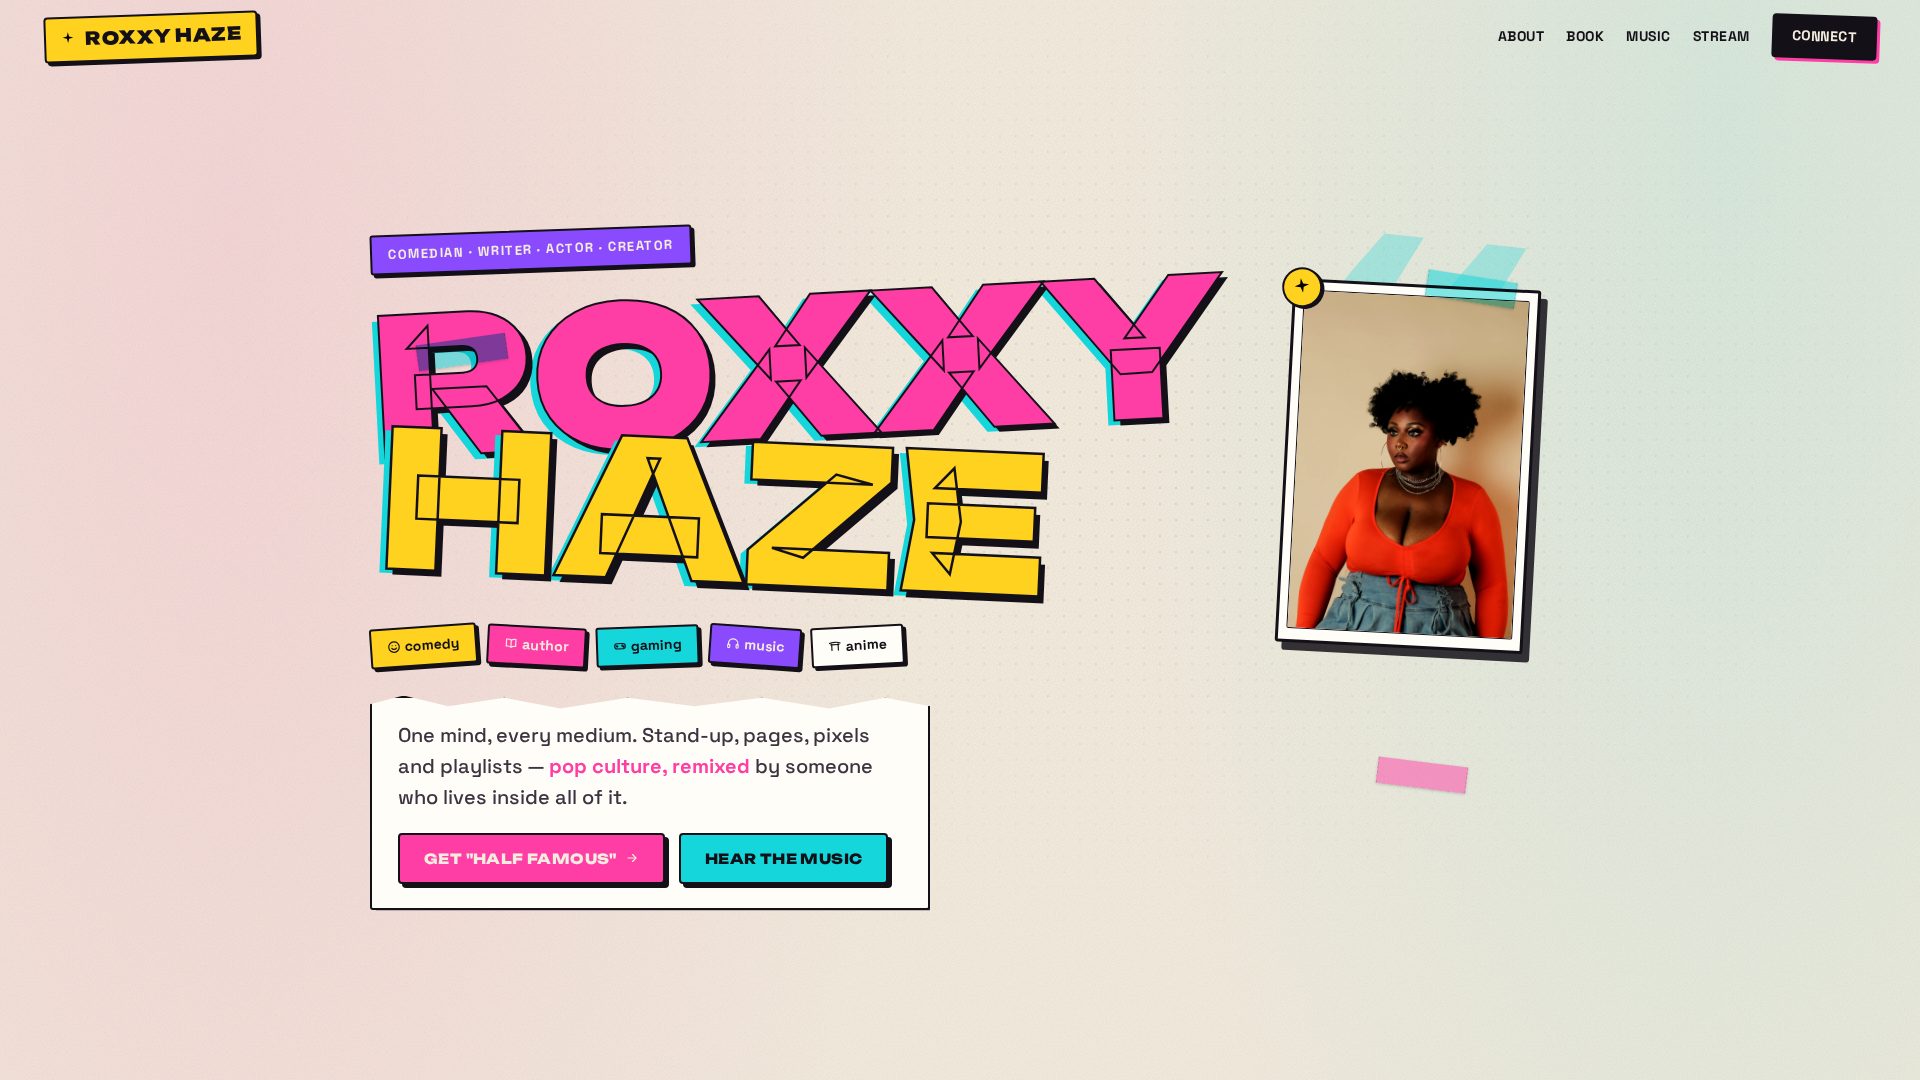 ROXXY HAZE
ABOUT BOOK MUSIC STREAM CONNECT
COMEDIAN · WRITER · ACTOR · CREATOR
ROXXY
HAZE
comedy author gaming music anime
One mind, every medium. Stand-up, pages, pixels
and playlists — pop culture, remixed by someone
who lives inside all of it.
GET "HALF FAMOUS" → HEAR THE MUSIC